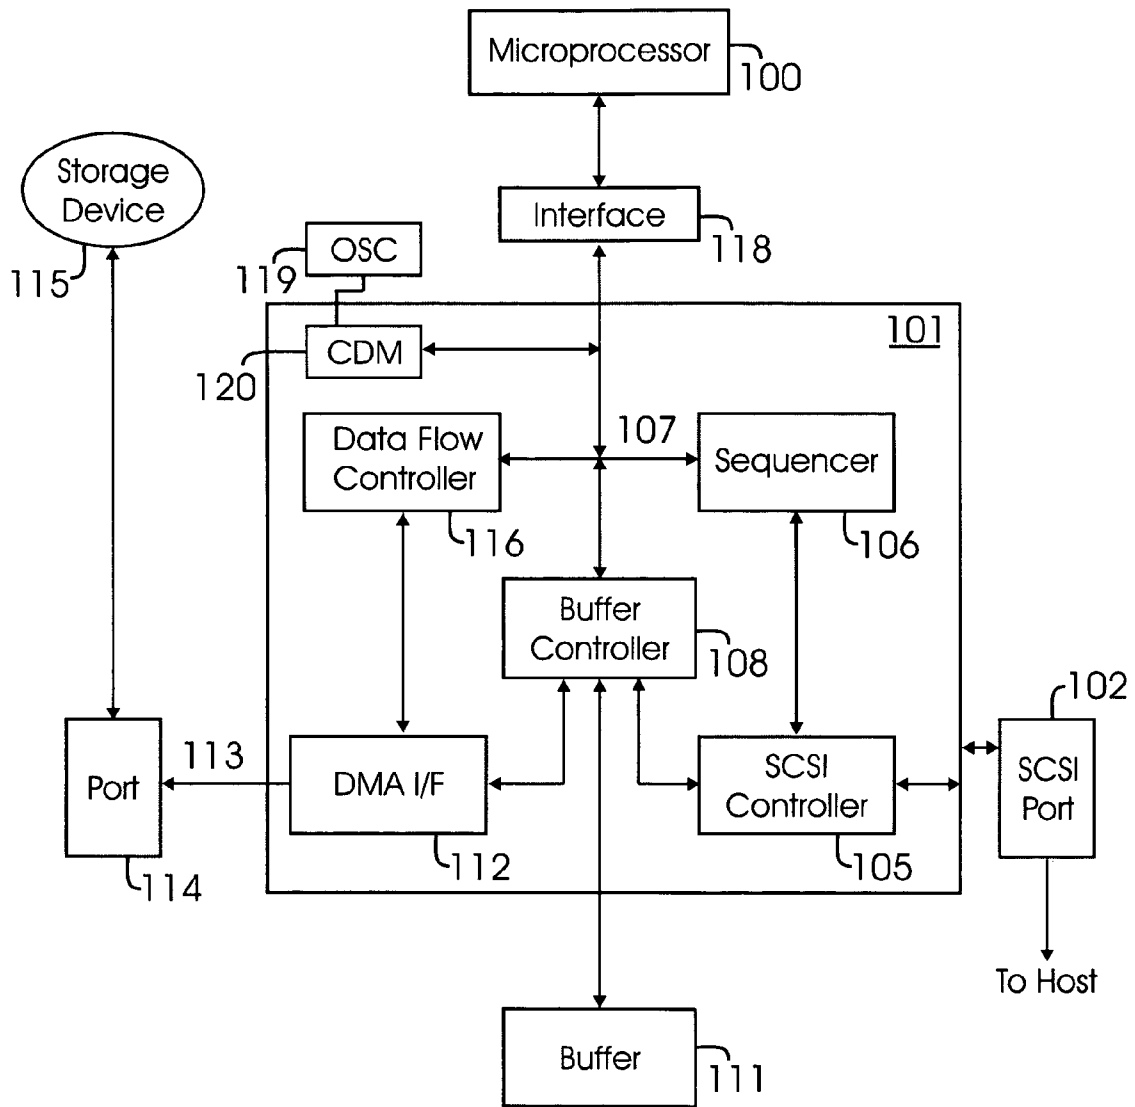 Microprocessor
100
Storage
Device
115
Interface
118
OSC
119
101
CDM
120
107
Data Flow
Controller
116
Sequencer
106
Buffer
Controller
108
102
113
Port
114
DMA I/F
112
SCSI
Controller
105
SCSI
Port
To Host
Buffer
111